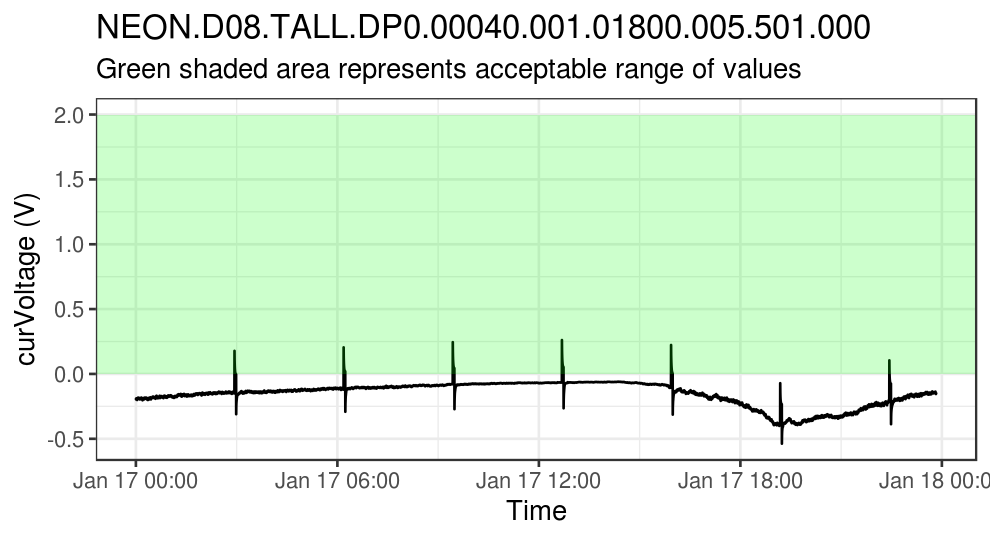 NEON.D08.TALL.DP0.00040.001.01800.005.501.000
Green shaded area represents acceptable range of values
curVoltage (V)
2.0
1.5
1.0
0.5
0.0
-0.5
Jan 17 00:00 Jan 17 06:00 Jan 17 12:00 Jan 17 18:00 Jan 18 00:0
Time